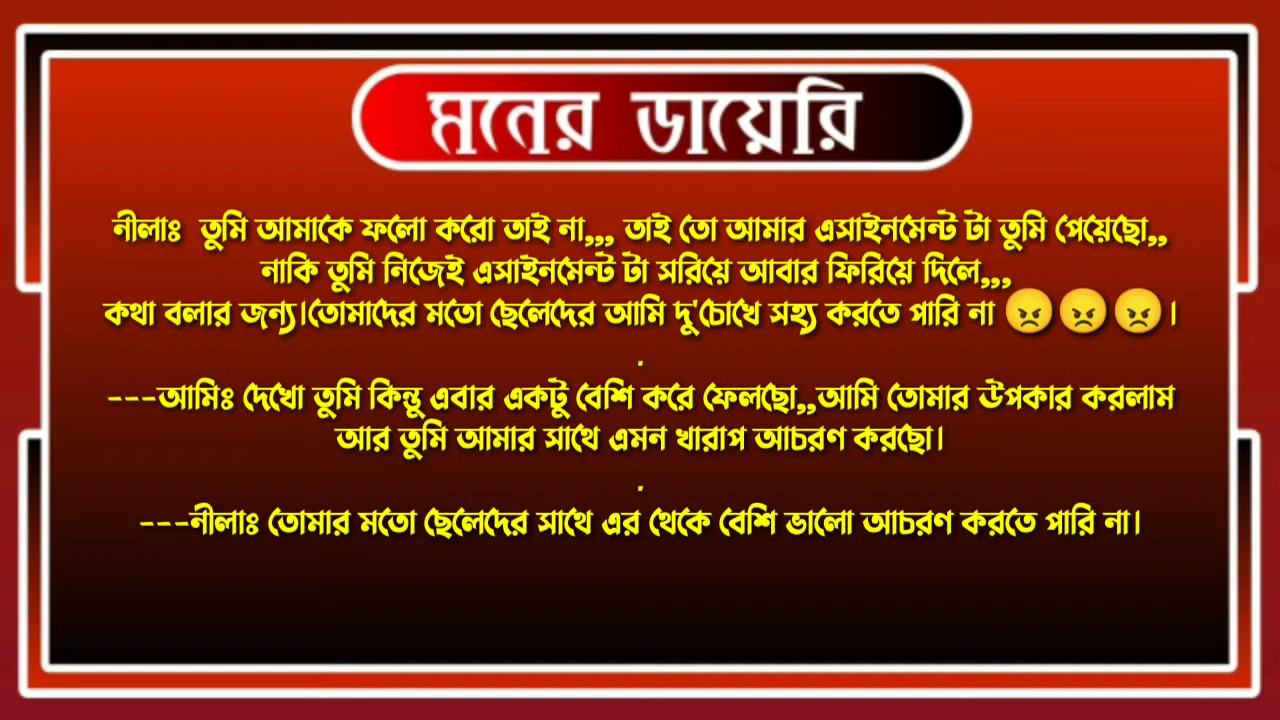 মনের ডায়েরি
নীলাঃ তুমি আমাকে ফলো করো তাই না,,, তাই তো আমার এসাইনমেন্ট টা তুমি পেয়েছো,,
নাকি তুমি নিজেই এসাইনমেন্ট টা সরিয়ে আবার ফিরিয়ে দিলে,,,
কথা বলার জন্য।তোমাদের মতো ছেলেদের আমি দু'চোখে সহ্য করতে পারি না 😠😠😠।
.
---আমিঃ দেখো তুমি কিন্তু এবার একটু বেশি করে ফেলছো,,আমি তোমার উপকার করলাম
আর তুমি আমার সাথে এমন খারাপ আচরণ করছো।
.
---নীলাঃ তোমার মতো ছেলেদের সাথে এর থেকে বেশি ভালো আচরণ করতে পারি না।